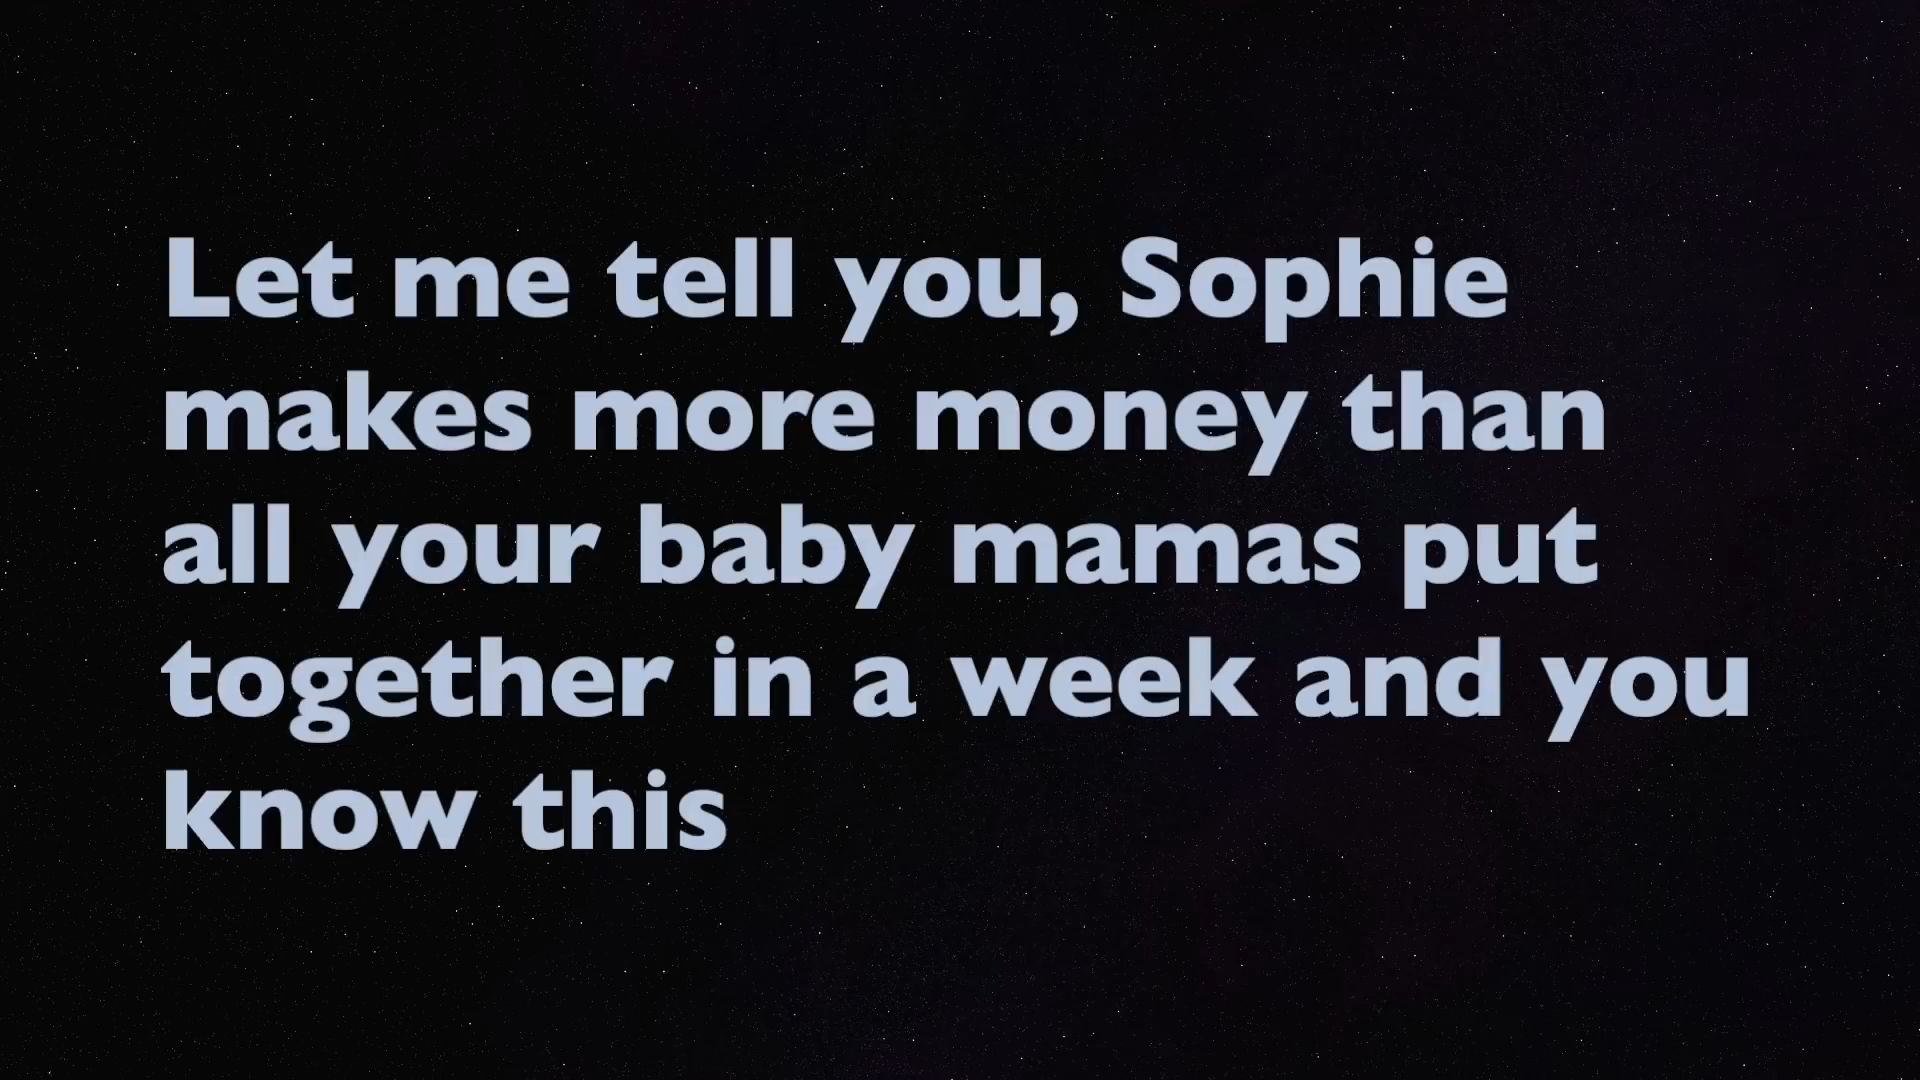 Let me tell you, Sophie
makes more money than
all your baby mamas put
together in a week and you
know this